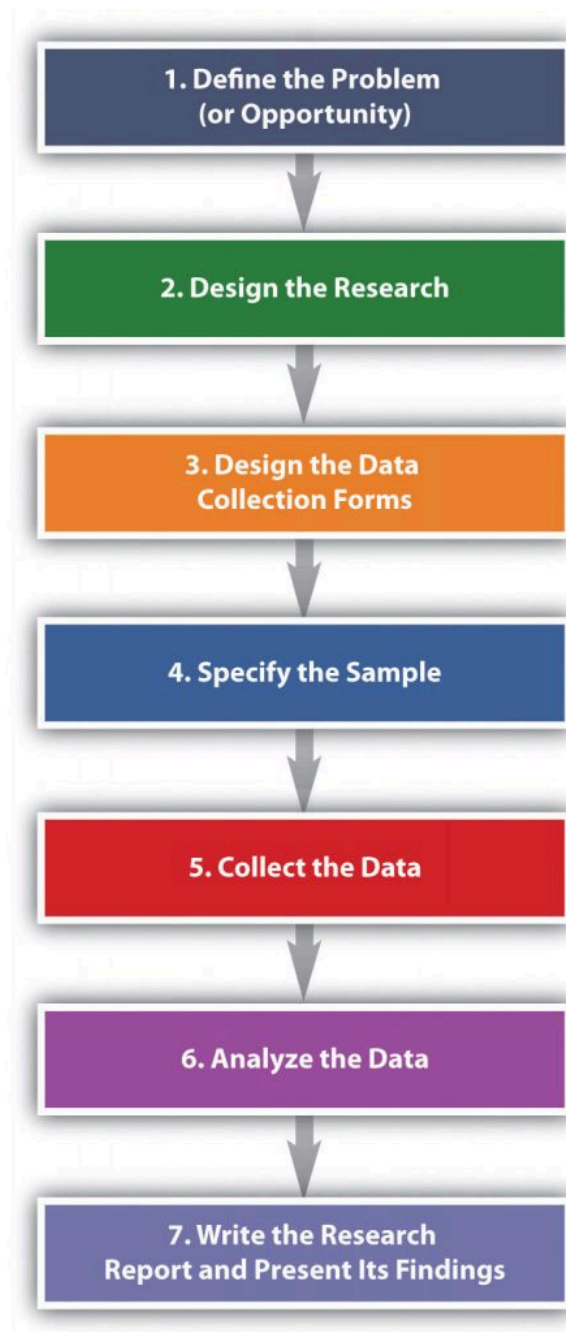 1. Define the Problem
(or Opportunity)
2. Design the Research
3. Design the Data
Collection Forms
4. Specify the Sample
5. Collect the Data
6. Analyze the Data
7. Write the Research
Report and Present Its Findings